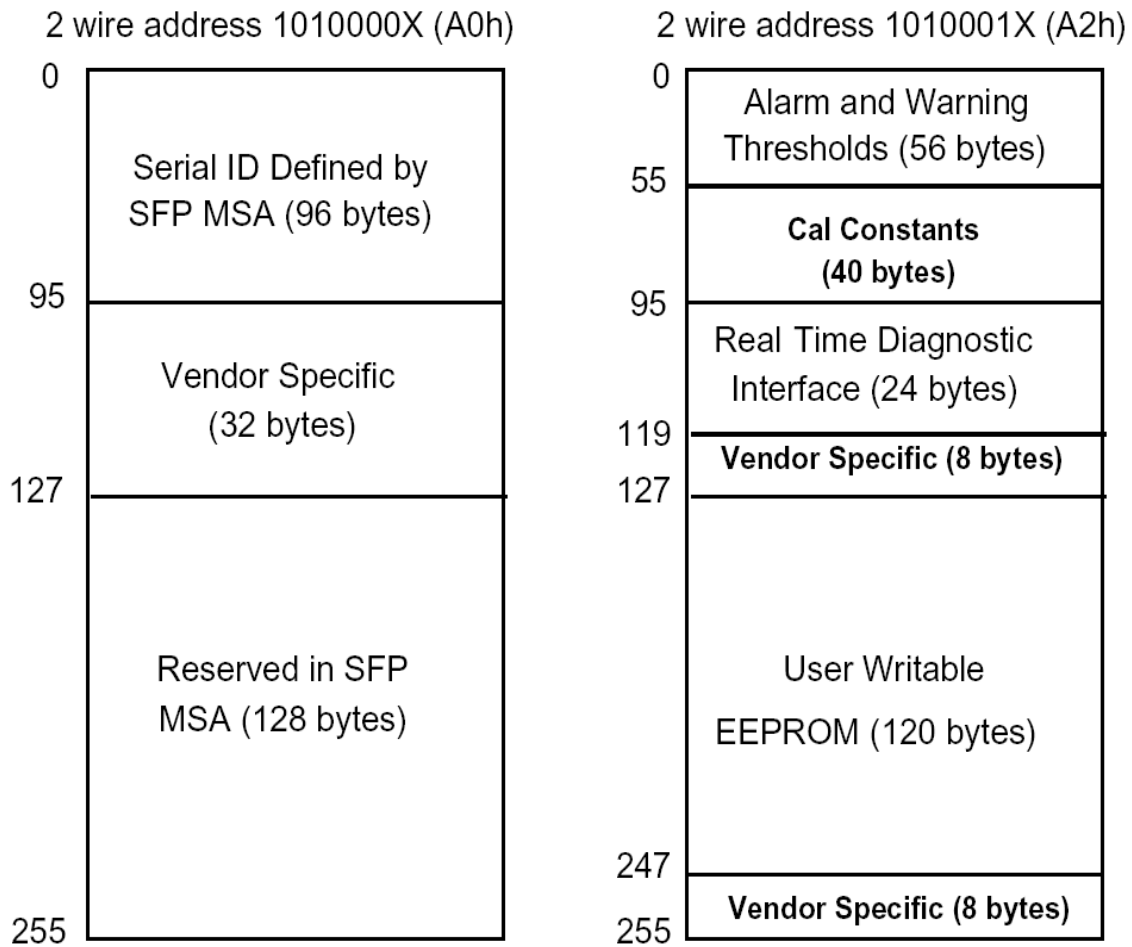 2 wire address 1010000X (A0h)
0
Serial ID Defined by
SFP MSA (96 bytes)
95
Vendor Specific
(32 bytes)
127
Reserved in SFP
MSA (128 bytes)
255
2 wire address 1010001X (A2h)
0
Alarm and Warning
Thresholds (56 bytes)
55
Cal Constants
(40 bytes)
95
Real Time Diagnostic
Interface (24 bytes)
119
Vendor Specific (8 bytes)
127
User Writable
EEPROM (120 bytes)
247
Vendor Specific (8 bytes)
255